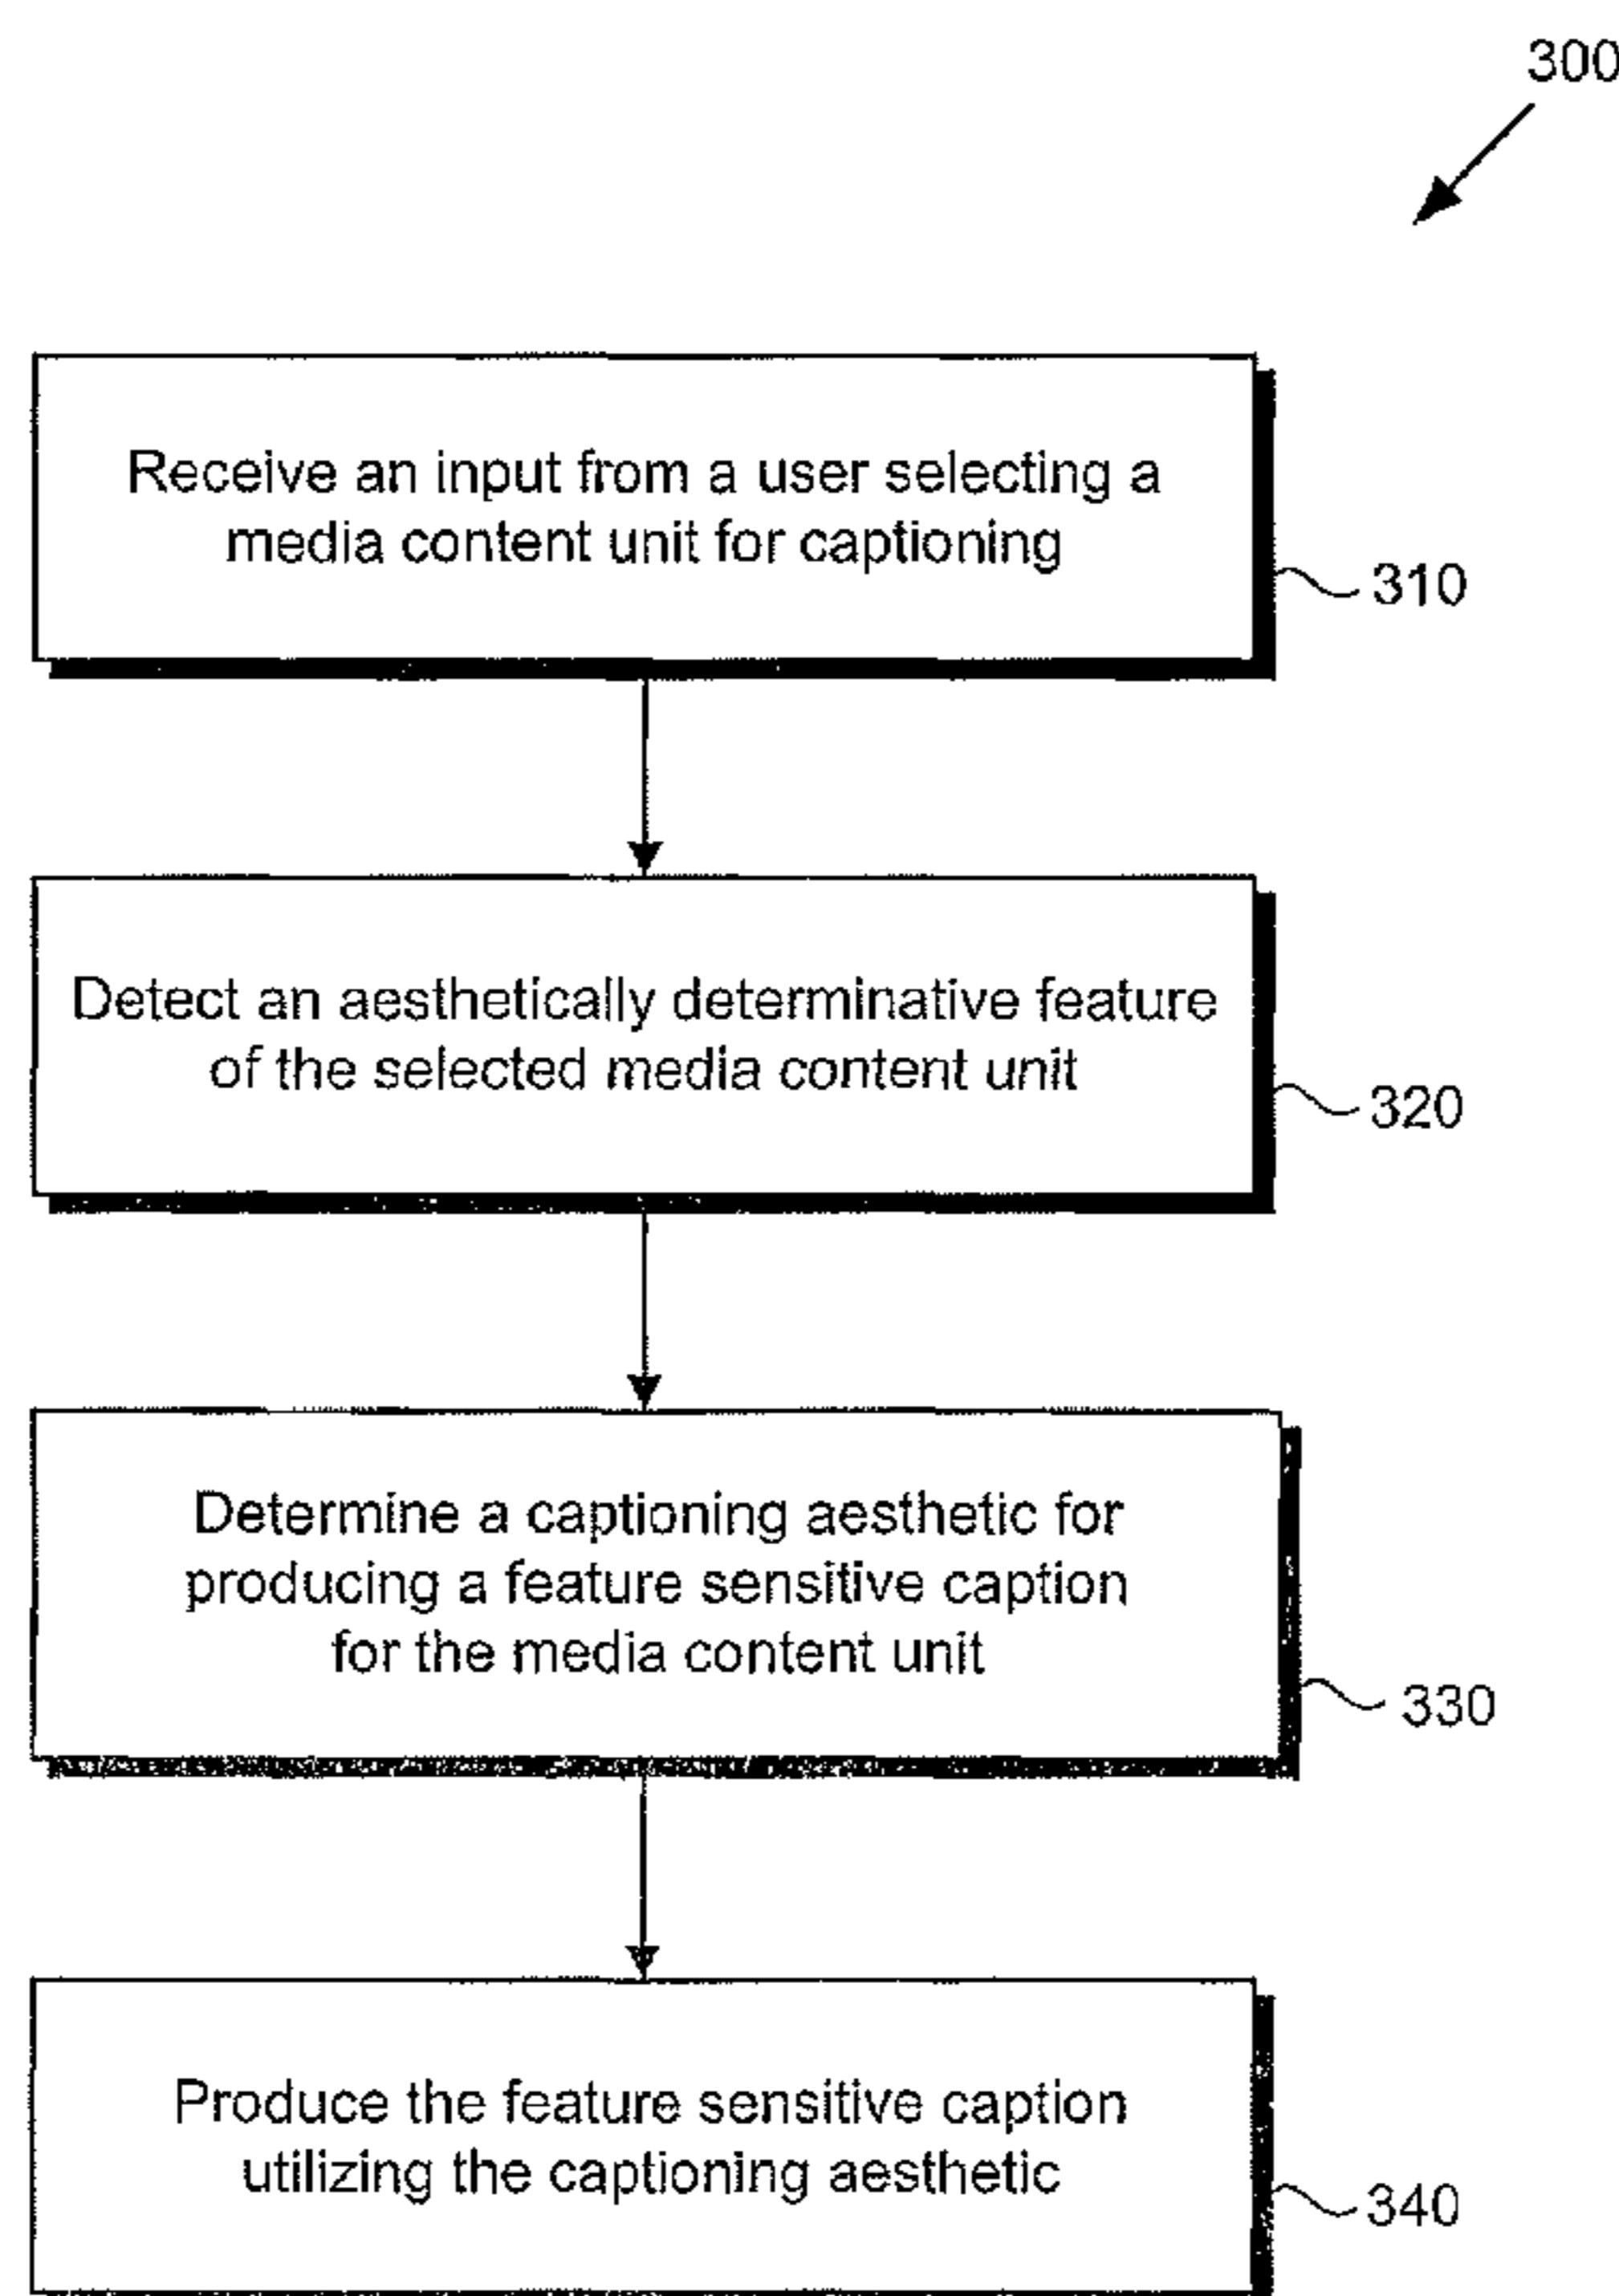 300
Receive an input from a user selecting a
media content unit for captioning
310
Detect an aesthetically determinative feature
of the selected media content unit
320
Determine a captioning aesthetic for
producing a feature sensitive caption
for the media content unit
330
Produce the feature sensitive caption
utilizing the captioning aesthetic
340